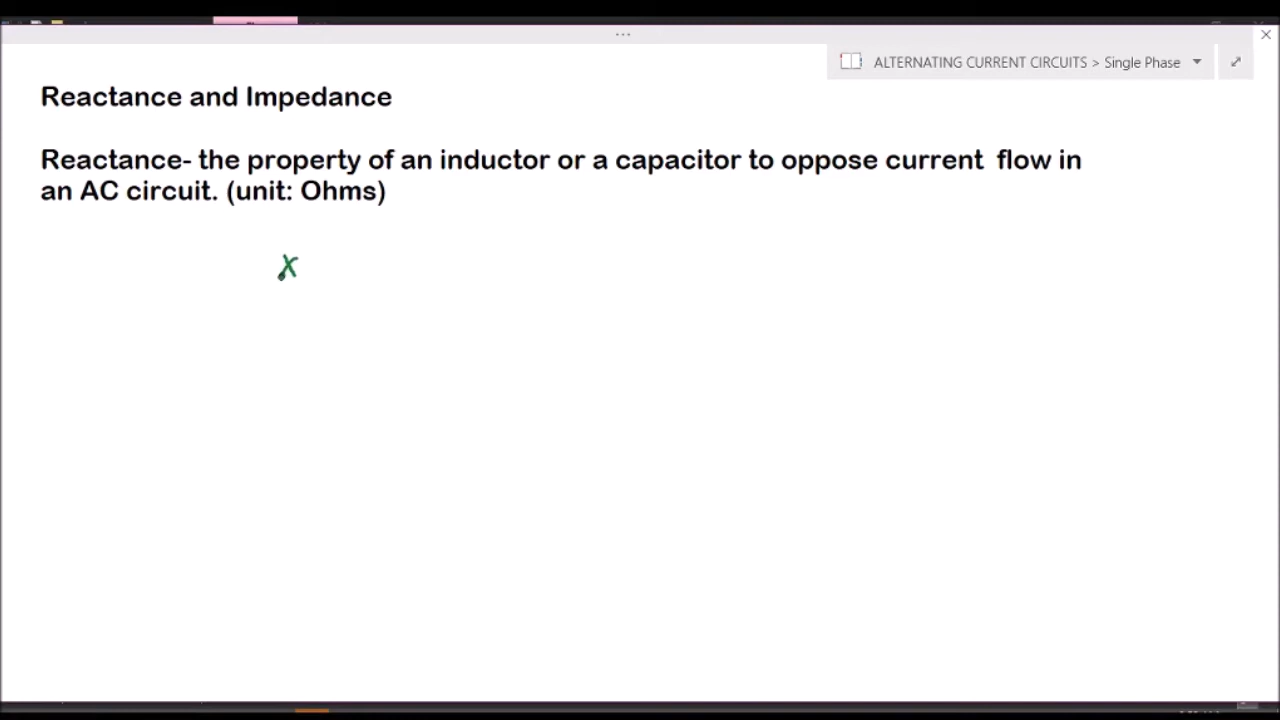 ALTERNATING CURRENT CIRCUITS > Single Phase
Reactance and Impedance
Reactance- the property of an inductor or a capacitor to oppose current flow in
an AC circuit. (unit: Ohms)
X